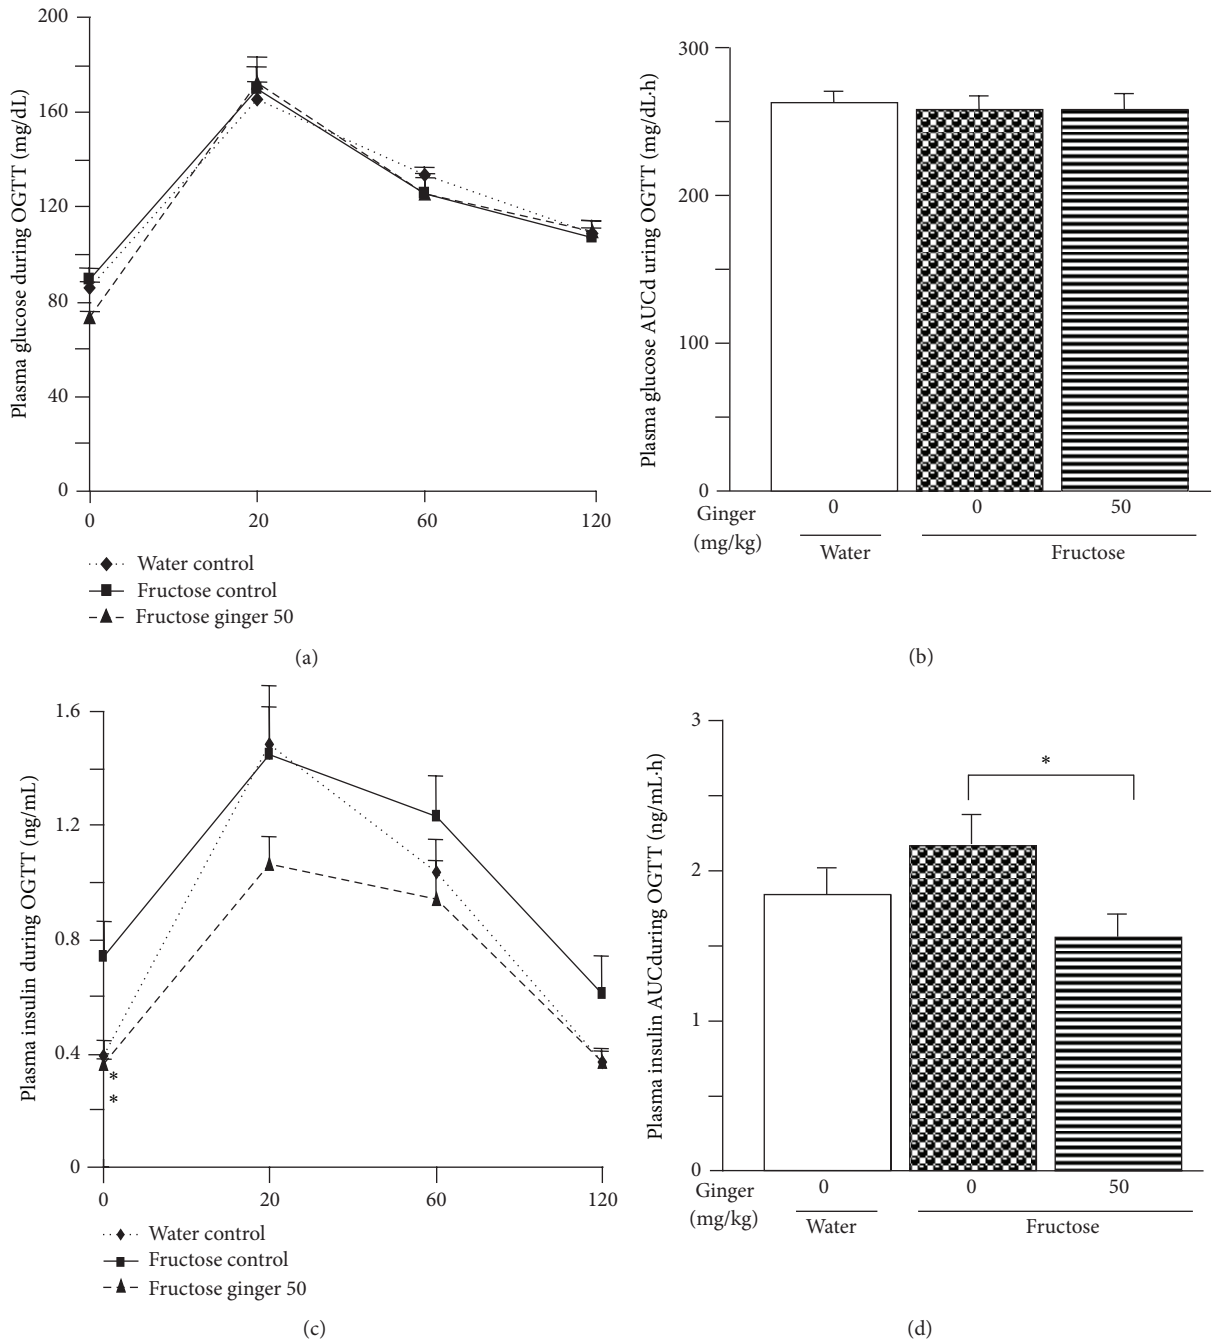 Plasma glucose during OGTT (mg/dL)
200
160
120
80
40
0
0 20 60 120
Water control
Fructose control
Fructose ginger 50
(a)
Plasma glucose AUCd uring OGTT (mg/dL·h)
300
200
100
0
Ginger 0 0 50
(mg/kg) Water Fructose
(b)
Plasma insulin during OGTT (ng/mL)
1.6
1.2
0.8
0.4
*
*
0
0 20 60 120
Water control
Fructose control
Fructose ginger 50
(c)
Plasma insulin AUCduring OGTT (ng/mL·h)
3
*
2
1
0
Ginger 0 0 50
(mg/kg) Water Fructose
(d)